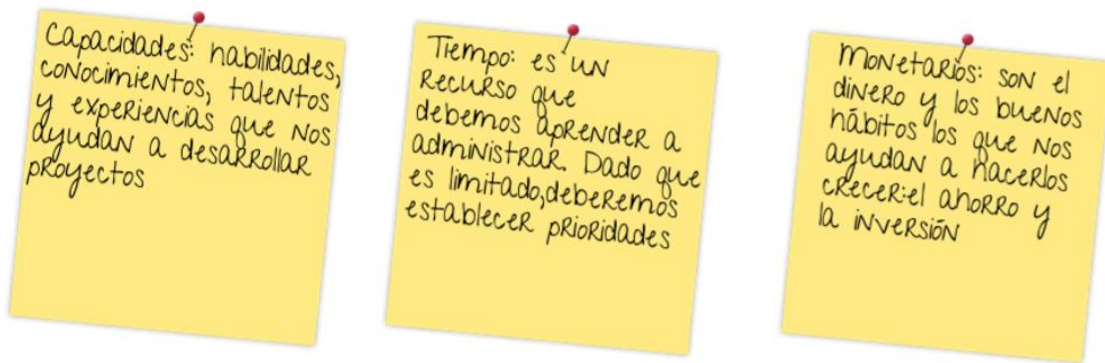 Capacidades: habilidades,
conocimientos, talentos
y experiencias que nos
ayudan a desarrollar
proyectos
Tiempo: es un
recurso que
debemos aprender a
administrar. Dado que
es limitado,deberemos
establecer prioridades
Monetarios: son el
dinero y los buenos
hábitos los que nos
ayudan a hacerlos
crecer:el ahorro y
la inversión